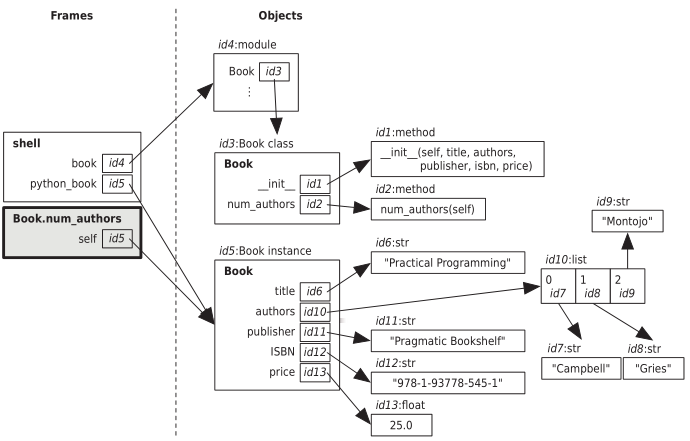 Frames
Objects
id4:module
Book id3
⋮
shell
book id4
python_book id5
Book.num_authors
self id5
id3:Book class
Book
__init__ id1
num_authors id2
id1:method
__init__(self, title, authors,
publisher, isbn, price)
id2:method
num_authors(self)
id9:str
"Montojo"
id5:Book instance
Book
title id6
authors id10
publisher id11
ISBN id12
price id13
id6:str
"Practical Programming"
id10:list
0 1 2
id7 id8 id9
id11:str
"Pragmatic Bookshelf"
id12:str
"978-1-93778-545-1"
id13:float
25.0
id7:str
"Campbell"
id8:str
"Gries"